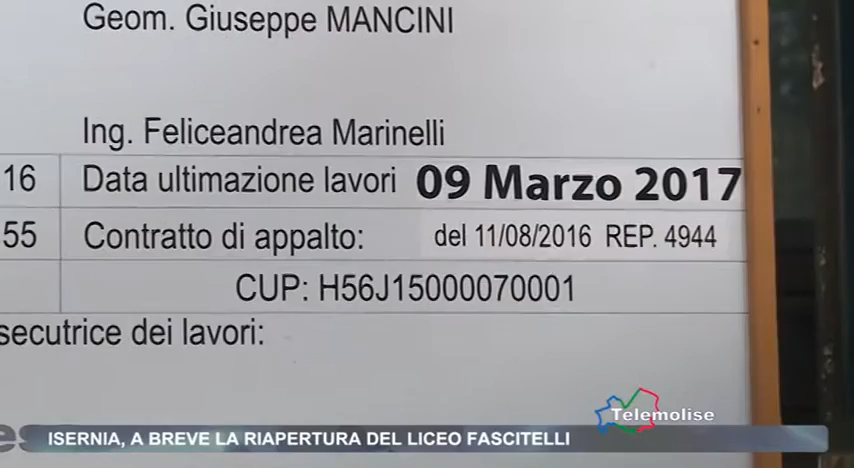 Geom. Giuseppe MANCINI
Ing. Feliceandrea Marinelli
16 Data ultimazione lavori 09 Marzo 2017
55 Contratto di appalto: del 11/08/2016 REP. 4944
CUP: H56J15000070001
secutrice dei lavori:
Telemolise
ISERNIA, A BREVE LA RIAPERTURA DEL LICEO FASCITELLI